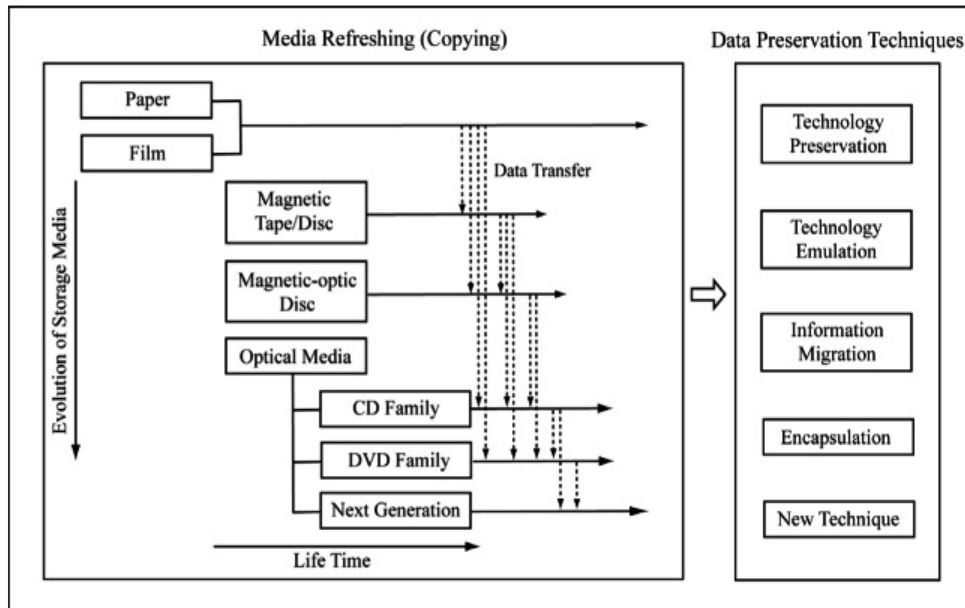 Media Refreshing (Copying)
Data Preservation Techniques
Paper
Film
Data Transfer
Magnetic
Tape/Disc
Magnetic-optic
Disc
Optical Media
CD Family
DVD Family
Next Generation
Evolution of Storage Media
Life Time
Technology
Preservation
Technology
Emulation
Information
Migration
Encapsulation
New Technique